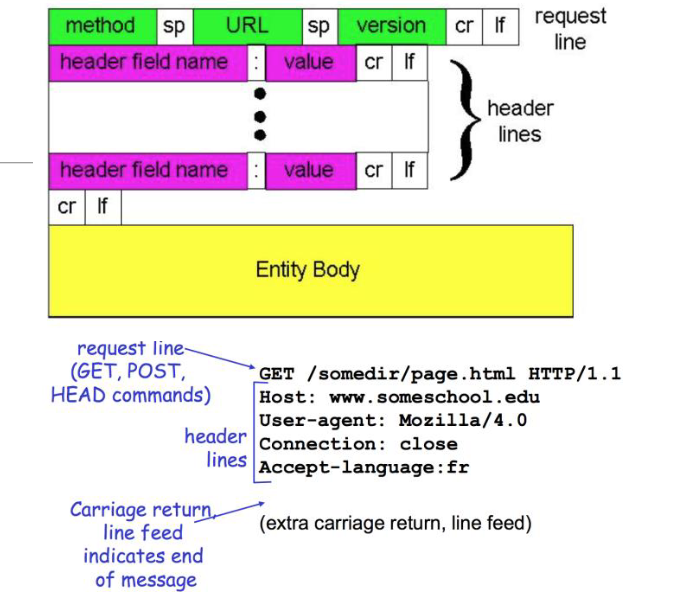 method sp URL sp version cr lf
request
line
header field name : value cr lf
header
lines
header field name : value cr lf
cr lf
Entity Body
request line
(GET, POST,
HEAD commands)
GET /somedir/page.html HTTP/1.1
Host: www.someschool.edu
User-agent: Mozilla/4.0
Connection: close
Accept-language:fr
header
lines
Carriage return,
line feed
indicates end
of message
(extra carriage return, line feed)